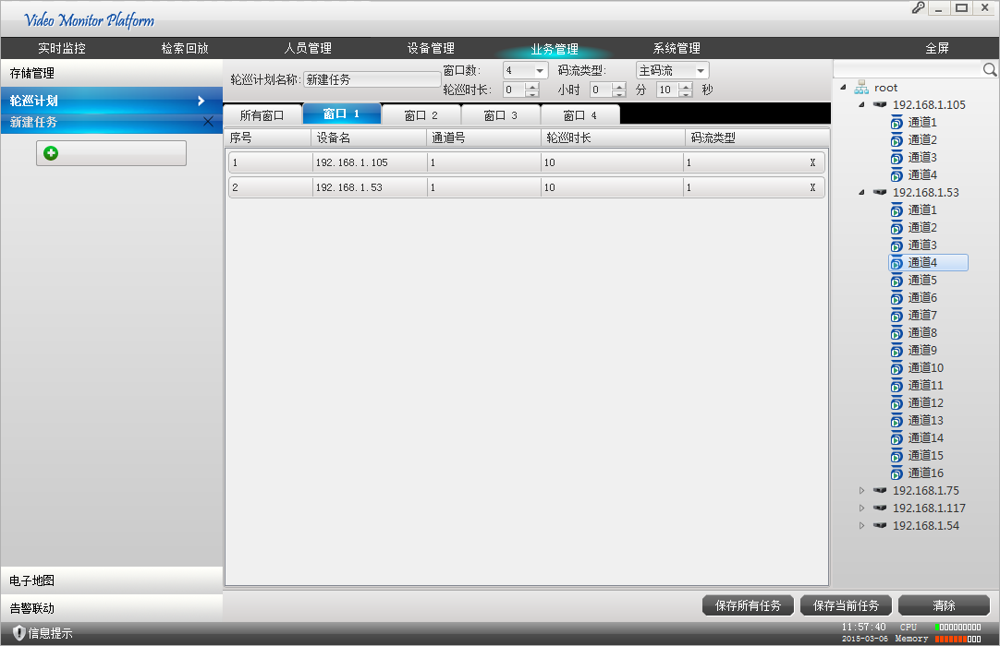 Video Monitor Platform
实时监控 检索回放 人员管理 设备管理 业务管理 系统管理 全屏
存储管理
轮巡计划
新建任务
轮巡计划名称: 新建任务 窗口数: 4 码流类型: 主码流
轮巡时长: 0 小时 0 分 10 秒
所有窗口 窗口 1 窗口 2 窗口 3 窗口 4
序号 设备名 通道号 轮巡时长 码流类型
1 192.168.1.105 1 10 1 X
2 192.168.1.53 1 10 1 X
root
192.168.1.105
通道1
通道2
通道3
通道4
192.168.1.53
通道1
通道2
通道3
通道4
通道5
通道6
通道7
通道8
通道9
通道10
通道11
通道12
通道13
通道14
通道15
通道16
192.168.1.75
192.168.1.117
192.168.1.54
电子地图
告警联动
保存所有任务 保存当前任务 清除
信息提示
11:57:40 CPU
2015-03-06 Memory